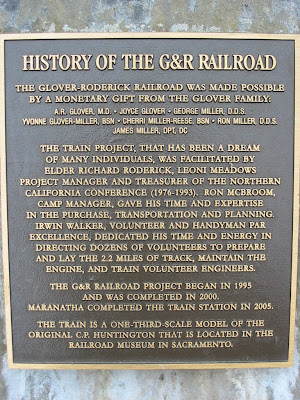 HISTORY OF THE G&R RAILROAD
THE GLOVER-RODERICK RAILROAD WAS MADE POSSIBLE
BY A MONETARY GIFT FROM THE GLOVER FAMILY:
A.R. GLOVER, M.D. • JOYCE GLOVER • GEORGE MILLER, D.D.S.
YVONNE GLOVER-MILLER, BSN • CHERRI MILLER-REESE, BSN • RON MILLER, D.D.S.
JAMES MILLER, DPT, DC
THE TRAIN PROJECT, THAT HAS BEEN A DREAM
OF MANY INDIVIDUALS, WAS FACILITATED BY
ELDER RICHARD RODERICK, LEONI MEADOWS
PROJECT MANAGER AND TREASURER OF THE NORTHERN
CALIFORNIA CONFERENCE (1976-1993). RON MCBROOM,
CAMP MANAGER, GAVE HIS TIME AND EXPERTISE
IN THE PURCHASE, TRANSPORTATION AND PLANNING.
IRWIN WALKER, VOLUNTEER AND HANDYMAN PAR
EXCELLENCE, DEDICATED HIS TIME AND ENERGY IN
DIRECTING DOZENS OF VOLUNTEERS TO PREPARE
AND LAY THE 2.2 MILES OF TRACK, MAINTAIN THE
ENGINE, AND TRAIN VOLUNTEER ENGINEERS.
THE G&R RAILROAD PROJECT BEGAN IN 1995
AND WAS COMPLETED IN 2000.
MARANATHA COMPLETED THE TRAIN STATION IN 2005.
THE TRAIN IS A ONE-THIRD-SCALE MODEL OF THE
ORIGINAL C.P. HUNTINGTON THAT IS LOCATED IN THE
RAILROAD MUSEUM IN SACRAMENTO.